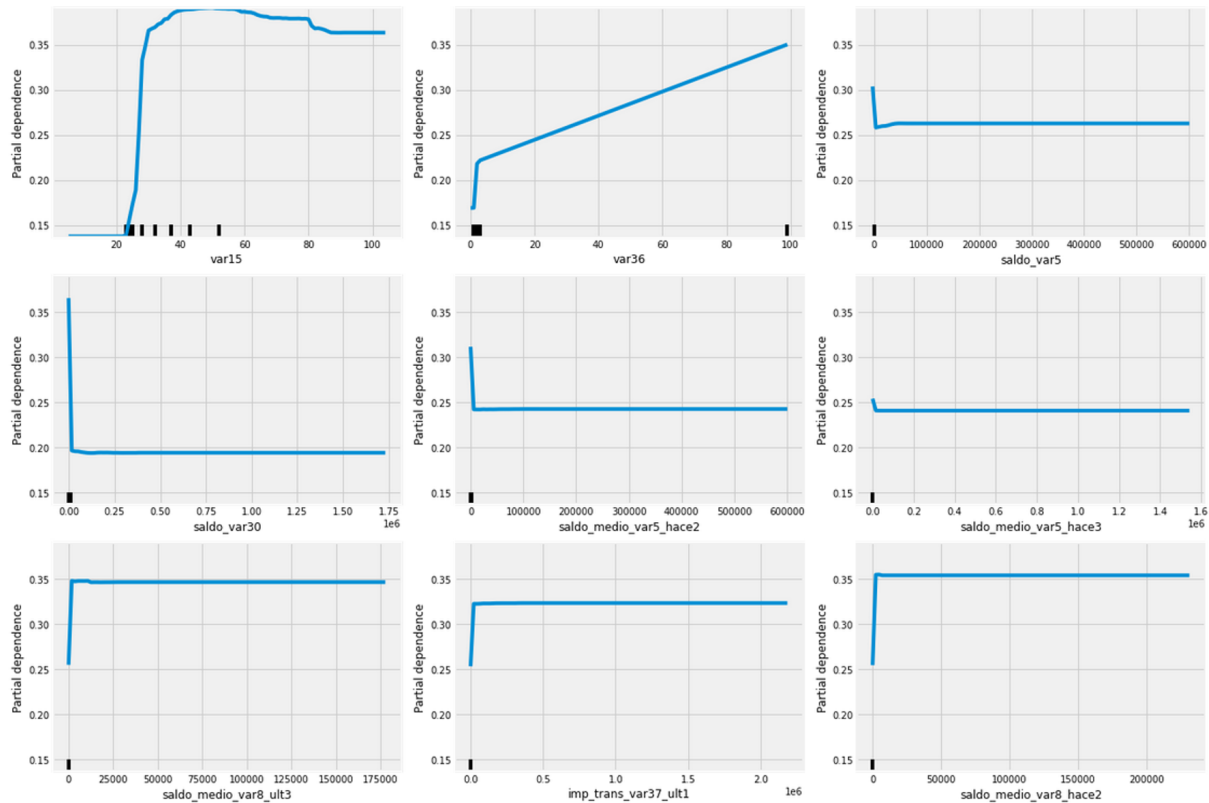 0.35
0.30
0.25
0.20
0.15
Partial dependence
20 40 60 80 100
var15
0.35
0.30
0.25
0.20
0.15
Partial dependence
0 20 40 60 80 100
var36
0.35
0.30
0.25
0.20
0.15
Partial dependence
0 100000 200000 300000 400000 500000 600000
saldo_var5
0.35
0.30
0.25
0.20
0.15
Partial dependence
0.00 0.25 0.50 0.75 1.00 1.25 1.50 1.75
1e6
saldo_var30
0.35
0.30
0.25
0.20
0.15
Partial dependence
0 100000 200000 300000 400000 500000 600000
saldo_medio_var5_hace2
0.35
0.30
0.25
0.20
0.15
Partial dependence
0.0 0.2 0.4 0.6 0.8 1.0 1.2 1.4 1.6
1e6
saldo_medio_var5_hace3
0.35
0.30
0.25
0.20
0.15
Partial dependence
0 25000 50000 75000 100000 125000 150000 175000
saldo_medio_var8_ult3
0.35
0.30
0.25
0.20
0.15
Partial dependence
0.0 0.5 1.0 1.5 2.0
1e6
imp_trans_var37_ult1
0.35
0.30
0.25
0.20
0.15
Partial dependence
0 50000 100000 150000 200000
saldo_medio_var8_hace2